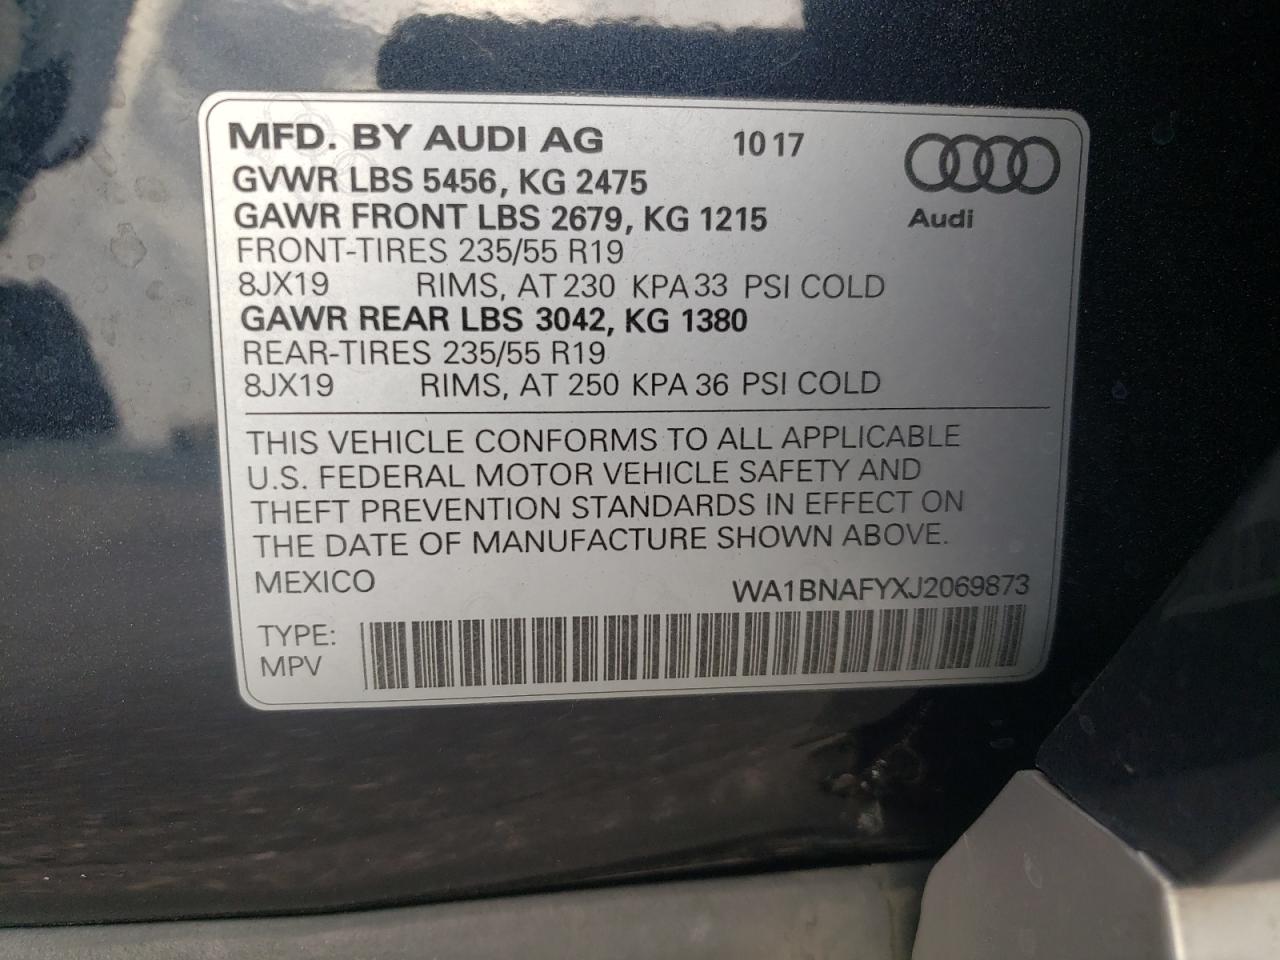 MFD. BY AUDI AG 10 17
GVWR LBS 5456, KG 2475
GAWR FRONT LBS 2679, KG 1215
Audi
FRONT-TIRES 235/55 R19
8JX19 RIMS, AT 230 KPA 33 PSI COLD
GAWR REAR LBS 3042, KG 1380
REAR-TIRES 235/55 R19
8JX19 RIMS, AT 250 KPA 36 PSI COLD
THIS VEHICLE CONFORMS TO ALL APPLICABLE
U.S. FEDERAL MOTOR VEHICLE SAFETY AND
THEFT PREVENTION STANDARDS IN EFFECT ON
THE DATE OF MANUFACTURE SHOWN ABOVE.
MEXICO WA1BNAFYXJ2069873
TYPE:
MPV